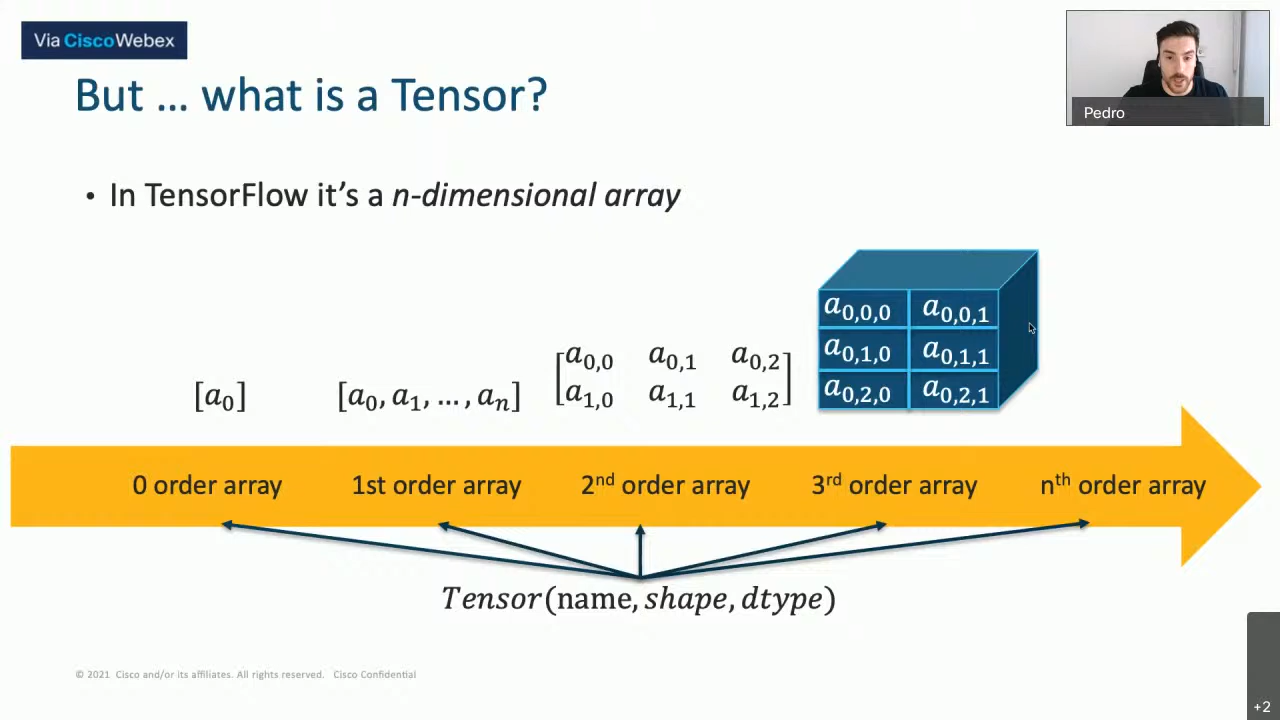 Via Cisco Webex
But … what is a Tensor?
Pedro
• In TensorFlow it's a n-dimensional array
[a₀]
[a₀, a₁, … , aₙ]
[a₀,₀ a₀,₁ a₀,₂]
[a₁,₀ a₁,₁ a₁,₂]
a₀,₀,₀ a₀,₀,₁
a₀,₁,₀ a₀,₁,₁
a₀,₂,₀ a₀,₂,₁
0 order array
1st order array
2ⁿᵈ order array
3ʳᵈ order array
nᵗʰ order array
Tensor(name, shape, dtype)
© 2021 Cisco and/or its affiliates. All rights reserved. Cisco Confidential
+2